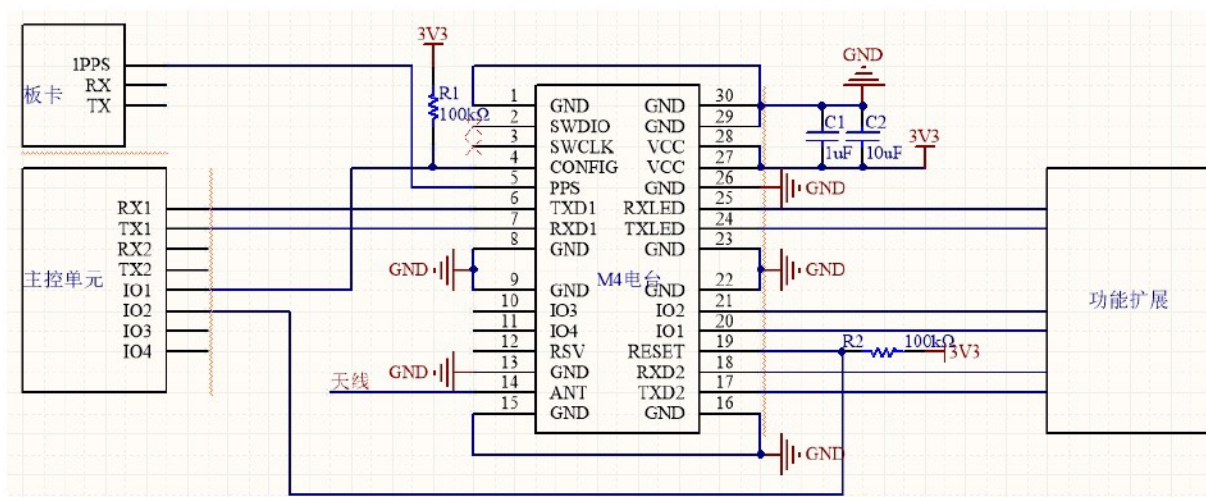 板卡
1PPS
RX
TX
主控单元
RX1
TX1
RX2
TX2
IO1
IO2
IO3
IO4
3V3
R1
100kΩ
天线
GND
GND
M4电台
1 GND
2 SWDIO
3 SWCLK
4 CONFIG
5 PPS
6 TXD1
7 RXD1
8 GND
9 GND
10 IO3
11 IO4
12 RSV
13 GND
14 ANT
15 GND
GND 30
GND 29
VCC 28
VCC 27
GND 26
RXLED 25
TXLED 24
GND 23
GND 22
IO2 21
IO1 20
RESET 19
RXD2 18
TXD2 17
GND 16
GND
C1
1uF
C2
10uF
3V3
GND
GND
R2 100kΩ
3V3
GND
功能扩展